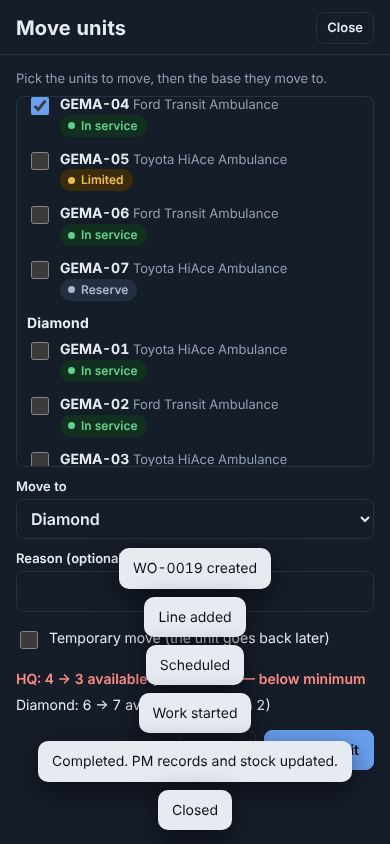 Move units
Close
Pick the units to move, then the base they move to.
GEMA-04 Ford Transit Ambulance
In service
GEMA-05 Toyota HiAce Ambulance
Limited
GEMA-06 Ford Transit Ambulance
In service
GEMA-07 Toyota HiAce Ambulance
Reserve
Diamond
GEMA-01 Toyota HiAce Ambulance
In service
GEMA-02 Ford Transit Ambulance
In service
GEMA-03 Toyota HiAce Ambulance
Move to
Diamond
Reason (optiona
WO-0019 created
Line added
Temporary move (the unit goes back later)
Scheduled
HQ: 4 → 3 available — below minimum
Diamond: 6 → 7 av 2)
Work started
Completed. PM records and stock updated.
Closed